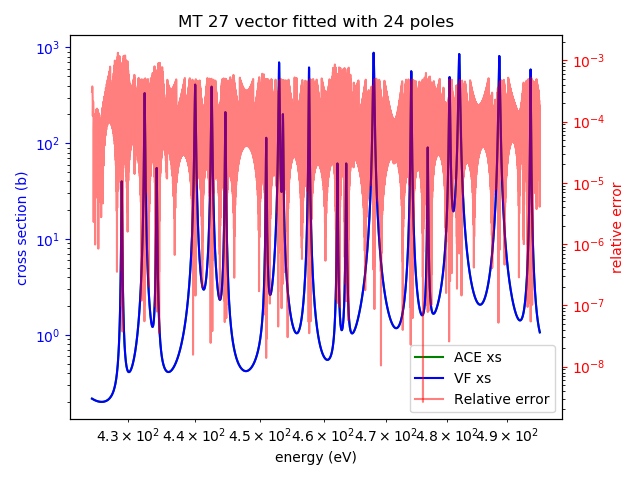 MT 27 vector fitted with 24 poles
10³
10²
10¹
10⁰
cross section (b)
10⁻³
10⁻⁴
10⁻⁵
10⁻⁶
10⁻⁷
10⁻⁸
relative error
ACE xs
VF xs
Relative error
4.3 × 10² 4.4 × 10² 4.5 × 10² 4.6 × 10² 4.7 × 10² 4.8 × 10² 4.9 × 10²
energy (eV)